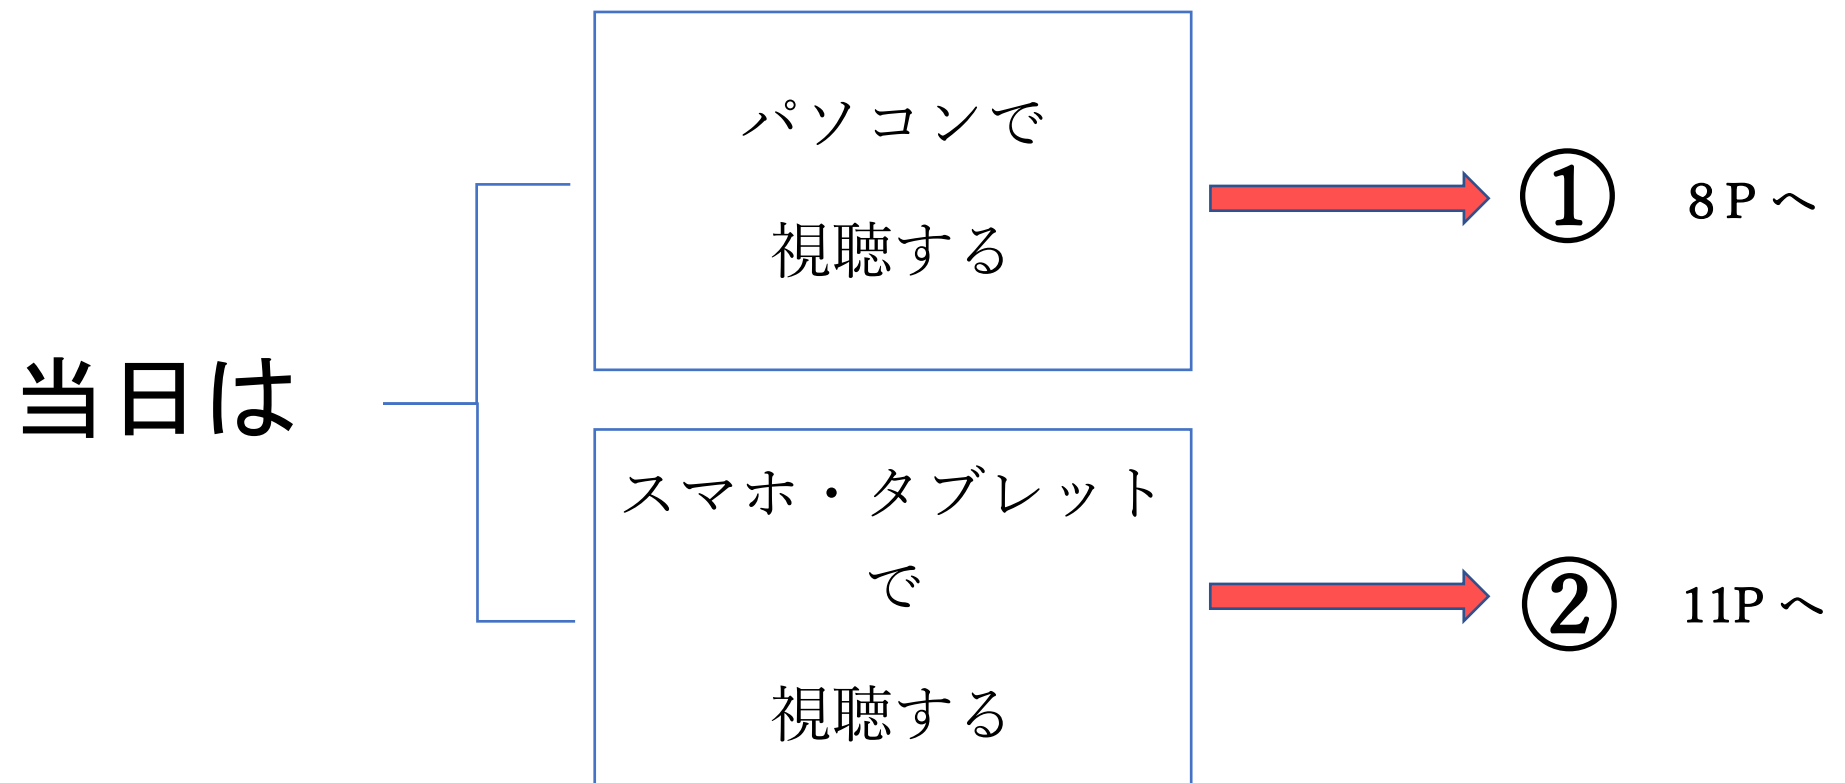 当日は
パソコンで
視聴する
① 8P へ
スマホ・タブレット
で
視聴する
② 11P へ